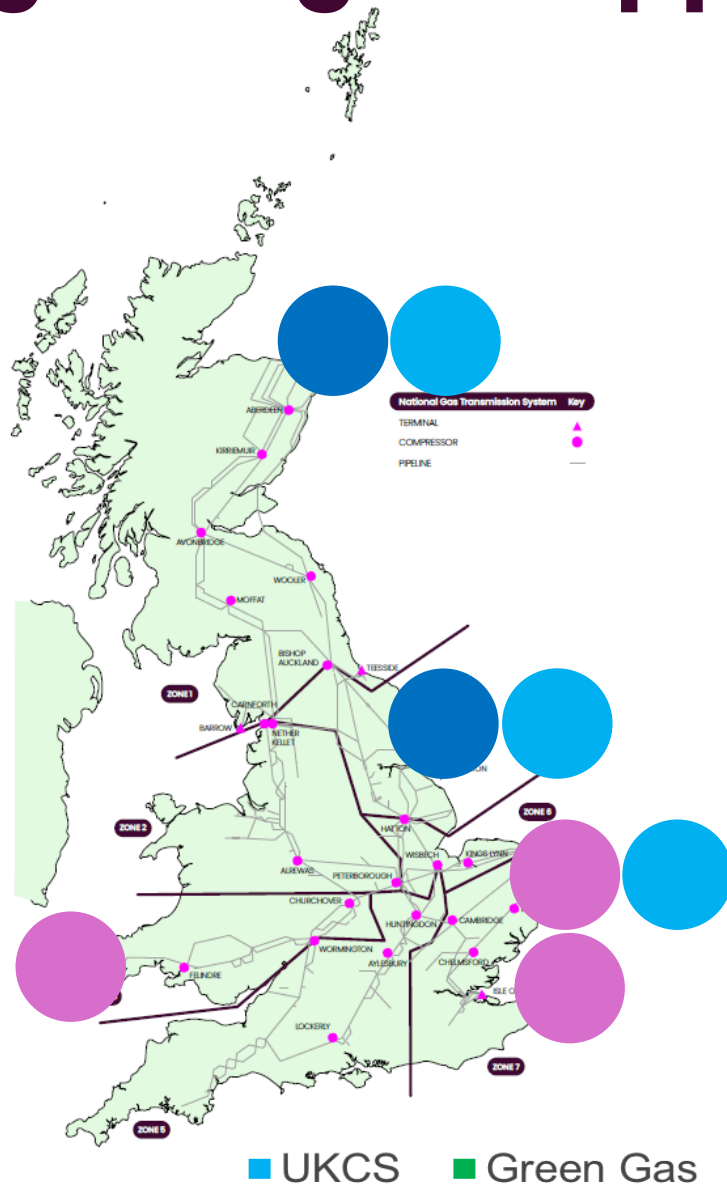 National Gas Transmission System Key
TERMINAL
COMPRESSOR
PIPELINE
ABERDEEN
KIRRIEMUIR
AVONBRIDGE
WOOLER
MOFFAT
BISHOP
AUCKLAND
TEESSIDE
ZONE 1
CARNFORTH
BARROW
NETHER
KELLET
ZONE 2
HATTON
ZONE 6
WISBECH
KINGS LYNN
ALREWAS
PETERBOROUGH
CHURCHOVER
HUNTINGDON
CAMBRIDGE
WORMINGTON
AYLESBURY
CHELMSFORD
FELINDRE
ISLE O
LOCKERLY
ZONE 7
ZONE 5
UKCS Green Gas